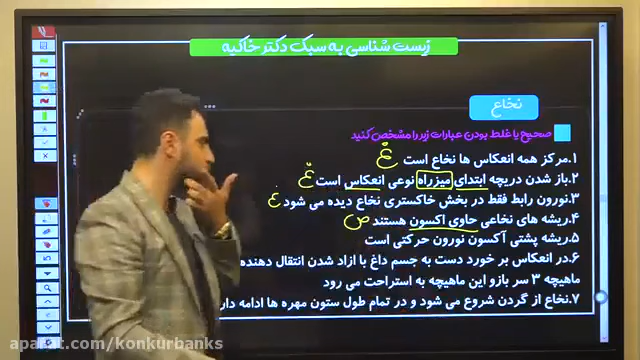 زیست شناسی به سبک دکتر خاکیه
نخاع
صحیح یا غلط بودن عبارات زیر را مشخص کنید
۱.مرکز همه انعکاس ها نخاع است غ
۲.باز شدن دریچه ابتدای میزراه نوعی انعکاس است غ
۳.نورون رابط فقط در بخش خاکستری نخاع دیده می شود غ
۴.ریشه های نخاعی حاوی اکسون هستند ص
۵.ریشه پشتی آکسون نورون حرکتی است
۶.در انعکاس بر خورد دست به جسم داغ با ازاد شدن انتقال دهنده
ماهیچه ۳ سر بازو این ماهیچه به استراحت می رود
۷.نخاع از گردن شروع می شود و در تمام طول ستون مهره ها ادامه
aparat.com/konkurbanks